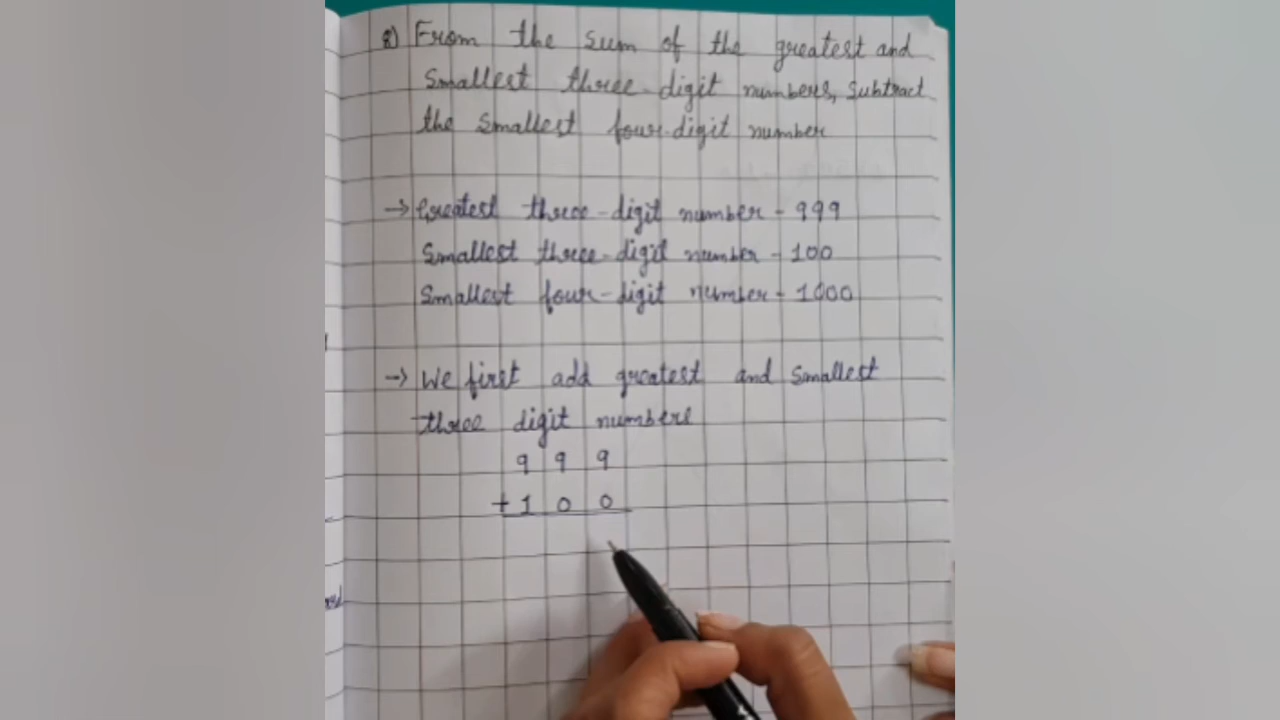 8) From the sum of the greatest and
smallest three-digit numbers, subtract
the smallest four-digit number
→ Greatest three-digit number - 999
Smallest three-digit number - 100
Smallest four-digit number - 1000
→ We first add greatest and smallest
three digit numbers
9 9 9
+ 1 0 0